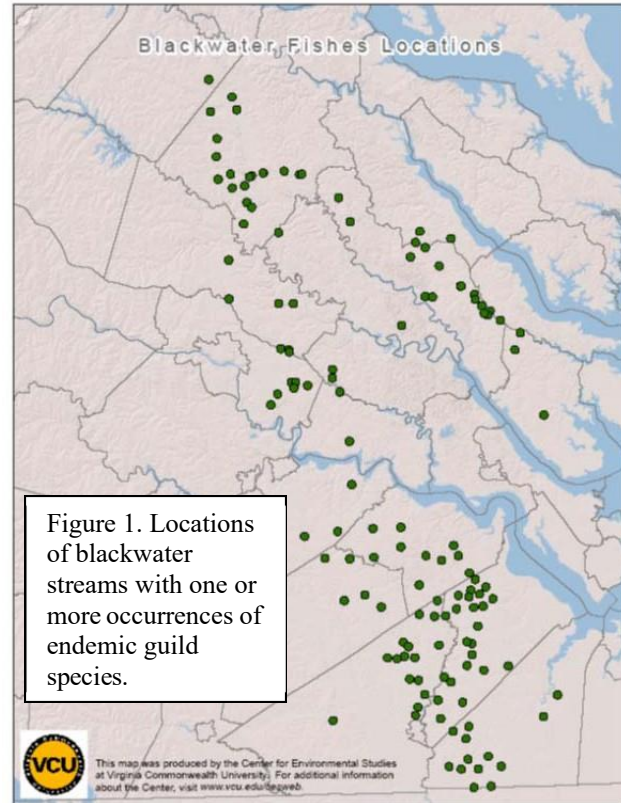 Blackwater Fishes Locations
Figure 1. Locations
of blackwater
streams with one or
more occurrences of
endemic guild
species.
VCU
This map was produced by the Center for Environmental Studies
at Virginia Commonwealth University. For additional information
about the Center, visit www.vcu.edu/cesweb.